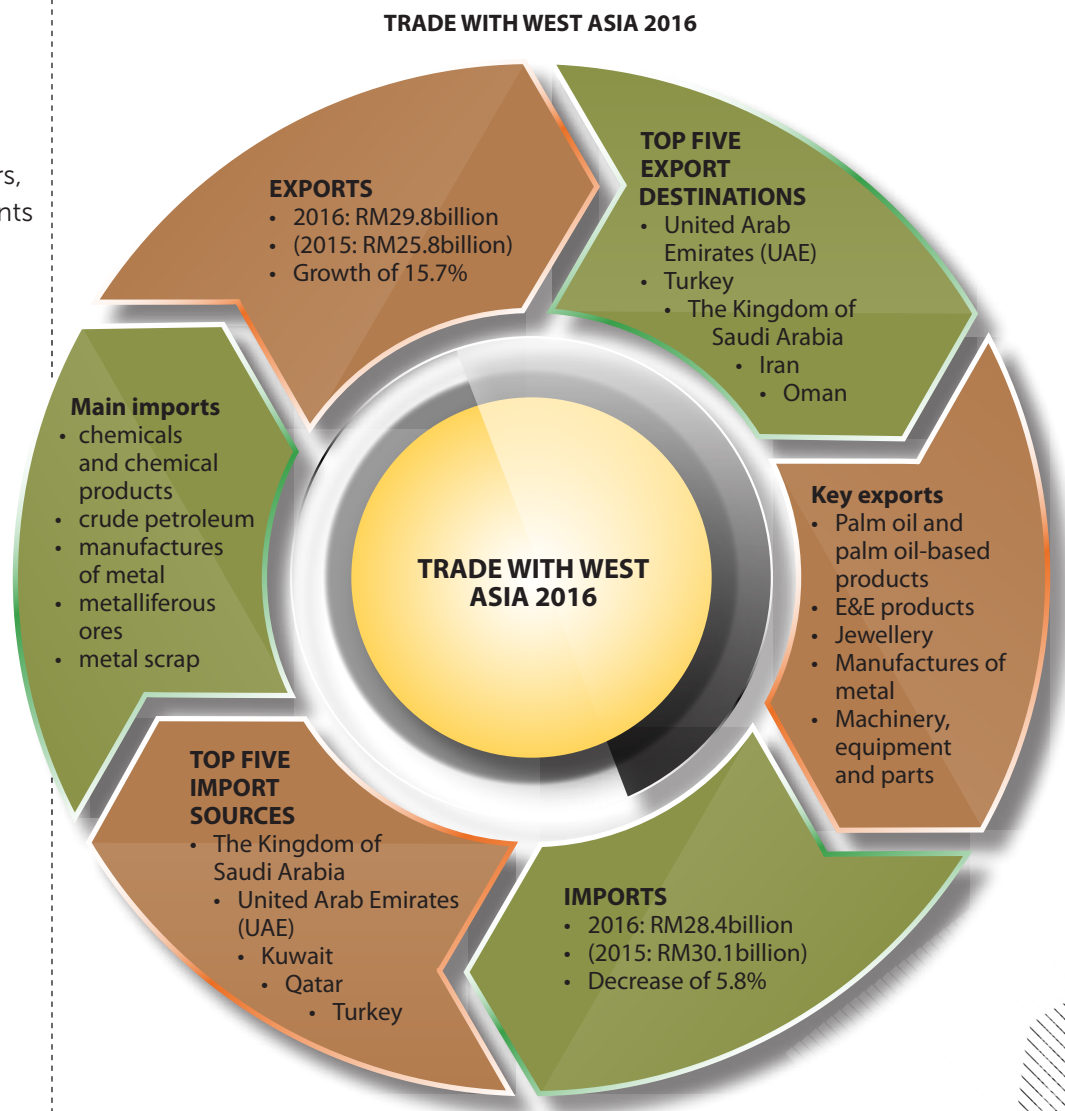 TRADE WITH WEST ASIA 2016
EXPORTS
• 2016: RM29.8billion
• (2015: RM25.8billion)
• Growth of 15.7%
TOP FIVE
EXPORT
DESTINATIONS
• United Arab
Emirates (UAE)
• Turkey
• The Kingdom of
Saudi Arabia
• Iran
• Oman
Key exports
• Palm oil and
palm oil-based
products
• E&E products
• Jewellery
• Manufactures of
metal
• Machinery,
equipment
and parts
IMPORTS
• 2016: RM28.4billion
• (2015: RM30.1billion)
• Decrease of 5.8%
TOP FIVE
IMPORT
SOURCES
• The Kingdom of
Saudi Arabia
• United Arab Emirates
(UAE)
• Kuwait
• Qatar
• Turkey
Main imports
• chemicals
and chemical
products
• crude petroleum
• manufactures
of metal
• metalliferous
ores
• metal scrap
TRADE WITH WEST
ASIA 2016